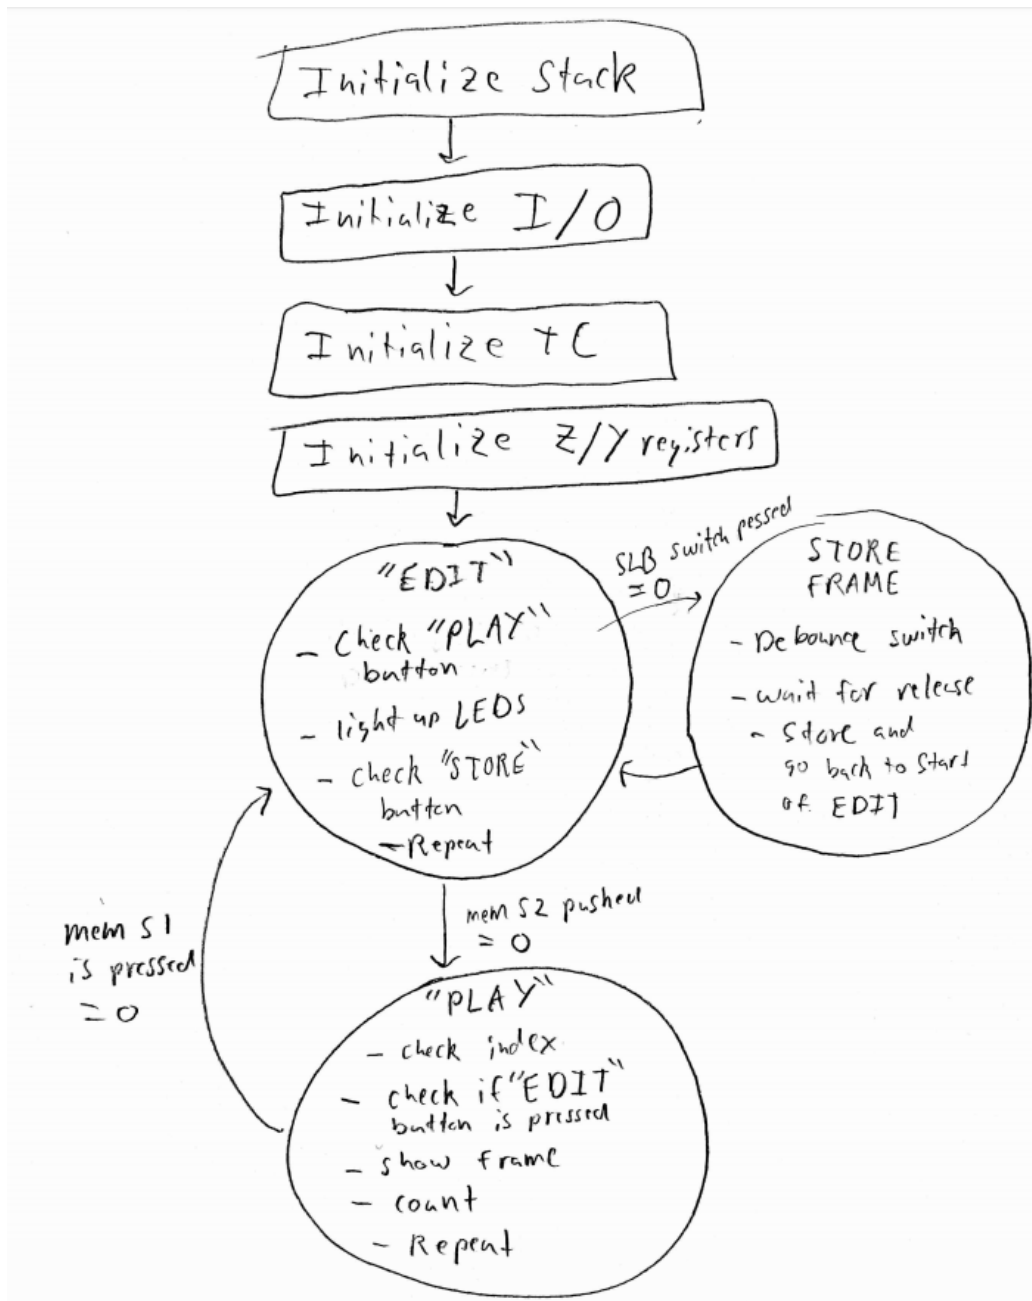 Initialize Stack
Initialize I/O
Initialize TC
Initialize Z/Y registers
SLB switch pessed
= 0
"EDIT"
- Check "PLAY"
button
- light up LEDs
- check "STORE"
button
- Repeat
STORE
FRAME
- Debounce switch
- wait for release
- Store and
go back to Start
of EDIT
mem S1
is pressed
= 0
mem S2 pushed
= 0
"PLAY"
- check index
- check if "EDIT"
button is pressed
- show frame
- count
- Repeat